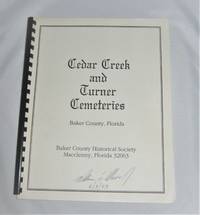 Cedar Creek
and
Turner
Cemeteries
Baker County, Florida
Baker County Historical Society
Macclenny, Florida 32063